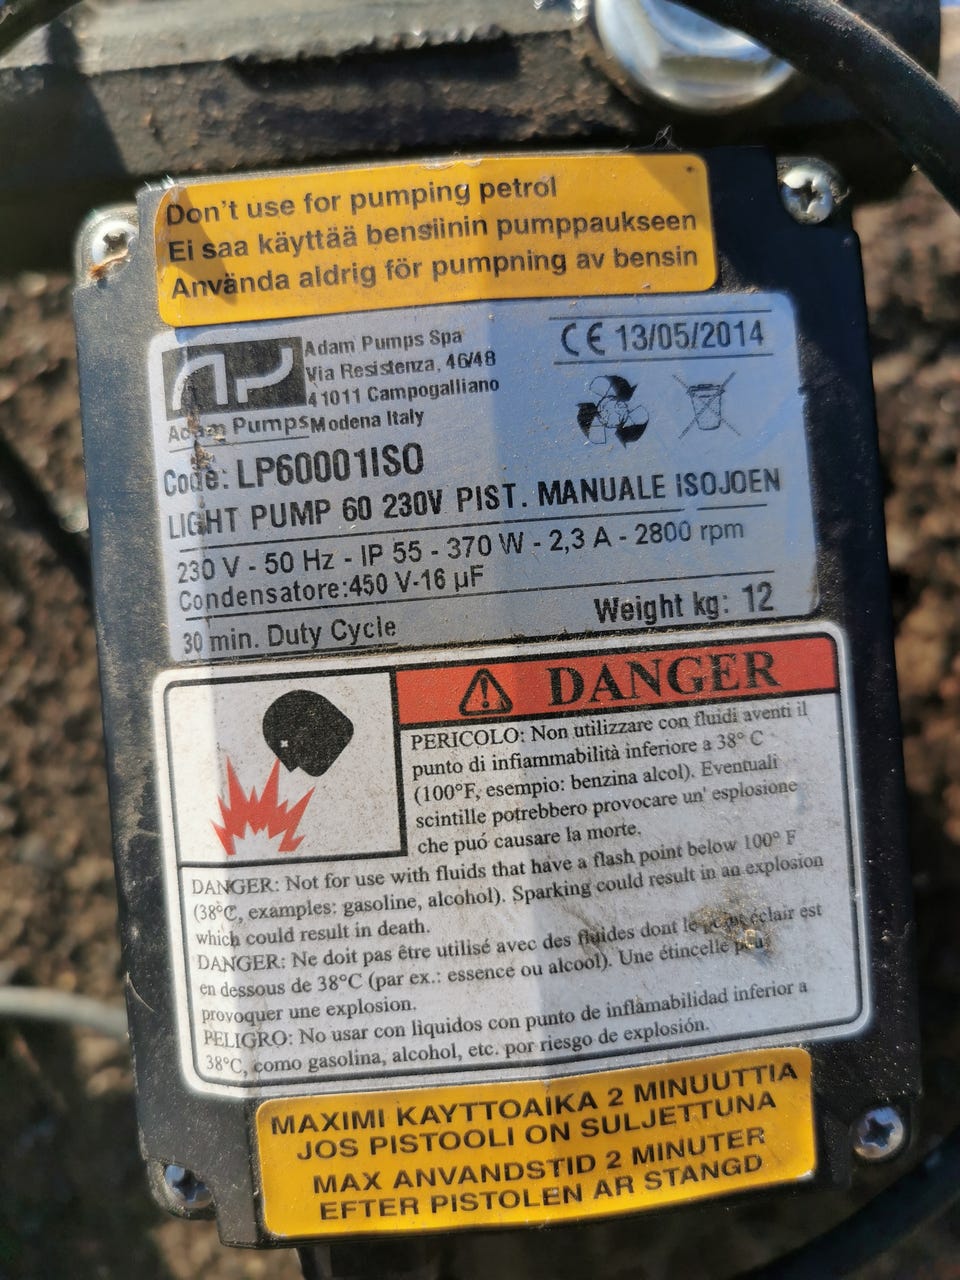 Don't use for pumping petrol
Ei saa käyttää bensiinin pumppaukseen
Använda aldrig för pumpning av bensin
Adam Pumps Spa
Via Resistenza, 46/48
41011 Campogalliano
Modena Italy
AP
Adam Pumps
CE 13/05/2014
Code: LP60001ISO
LIGHT PUMP 60 230V PIST. MANUALE ISOJOEN
230 V - 50 Hz - IP 55 - 370 W - 2,3 A - 2800 rpm
Condensatore:450 V-16 µF
30 min. Duty Cycle
Weight kg: 12
DANGER
PERICOLO: Non utilizzare con fluidi aventi il
punto di infiammabilità inferiore a 38° C
(100°F, esempio: benzina alcol). Eventuali
scintille potrebbero provocare un' esplosione
che puó causare la morte.
DANGER: Not for use with fluids that have a flash point below 100° F
(38°C, examples: gasoline, alcohol). Sparking could result in an explosion
which could result in death.
DANGER: Ne doit pas être utilisé avec des fluides dont le éclair est
en dessous de 38°C (par ex.: essence ou alcool). Une étincelle
provoquer une explosion.
PELIGRO: No usar con liquidos con punto de inflamabilidad inferior a
38°C, como gasolina, alcohol, etc. por riesgo de explosión.
MAXIMI KAYTTOAIKA 2 MINUUTTIA
JOS PISTOOLI ON SULJETTUNA
MAX ANVANDSTID 2 MINUTER
EFTER PISTOLEN AR STANGD